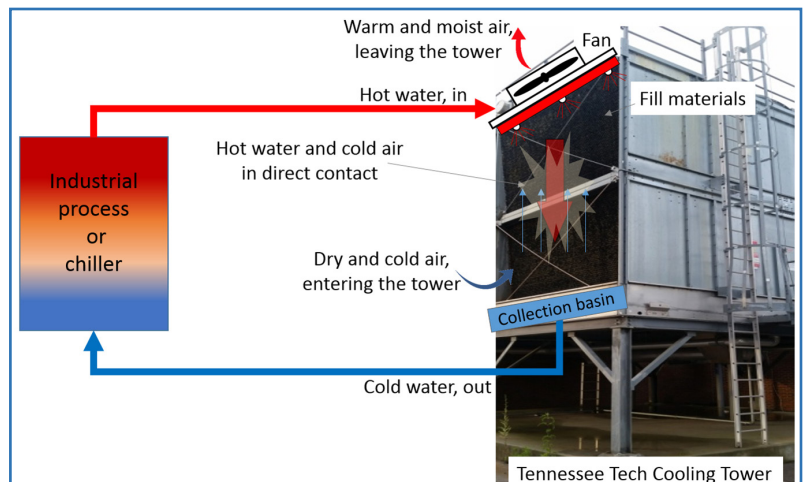 Warm and moist air,
leaving the tower
Fan
Hot water, in
Fill materials
Hot water and cold air
in direct contact
Industrial
process
or
chiller
Dry and cold air,
entering the tower
Collection basin
Cold water, out
Tennessee Tech Cooling Tower